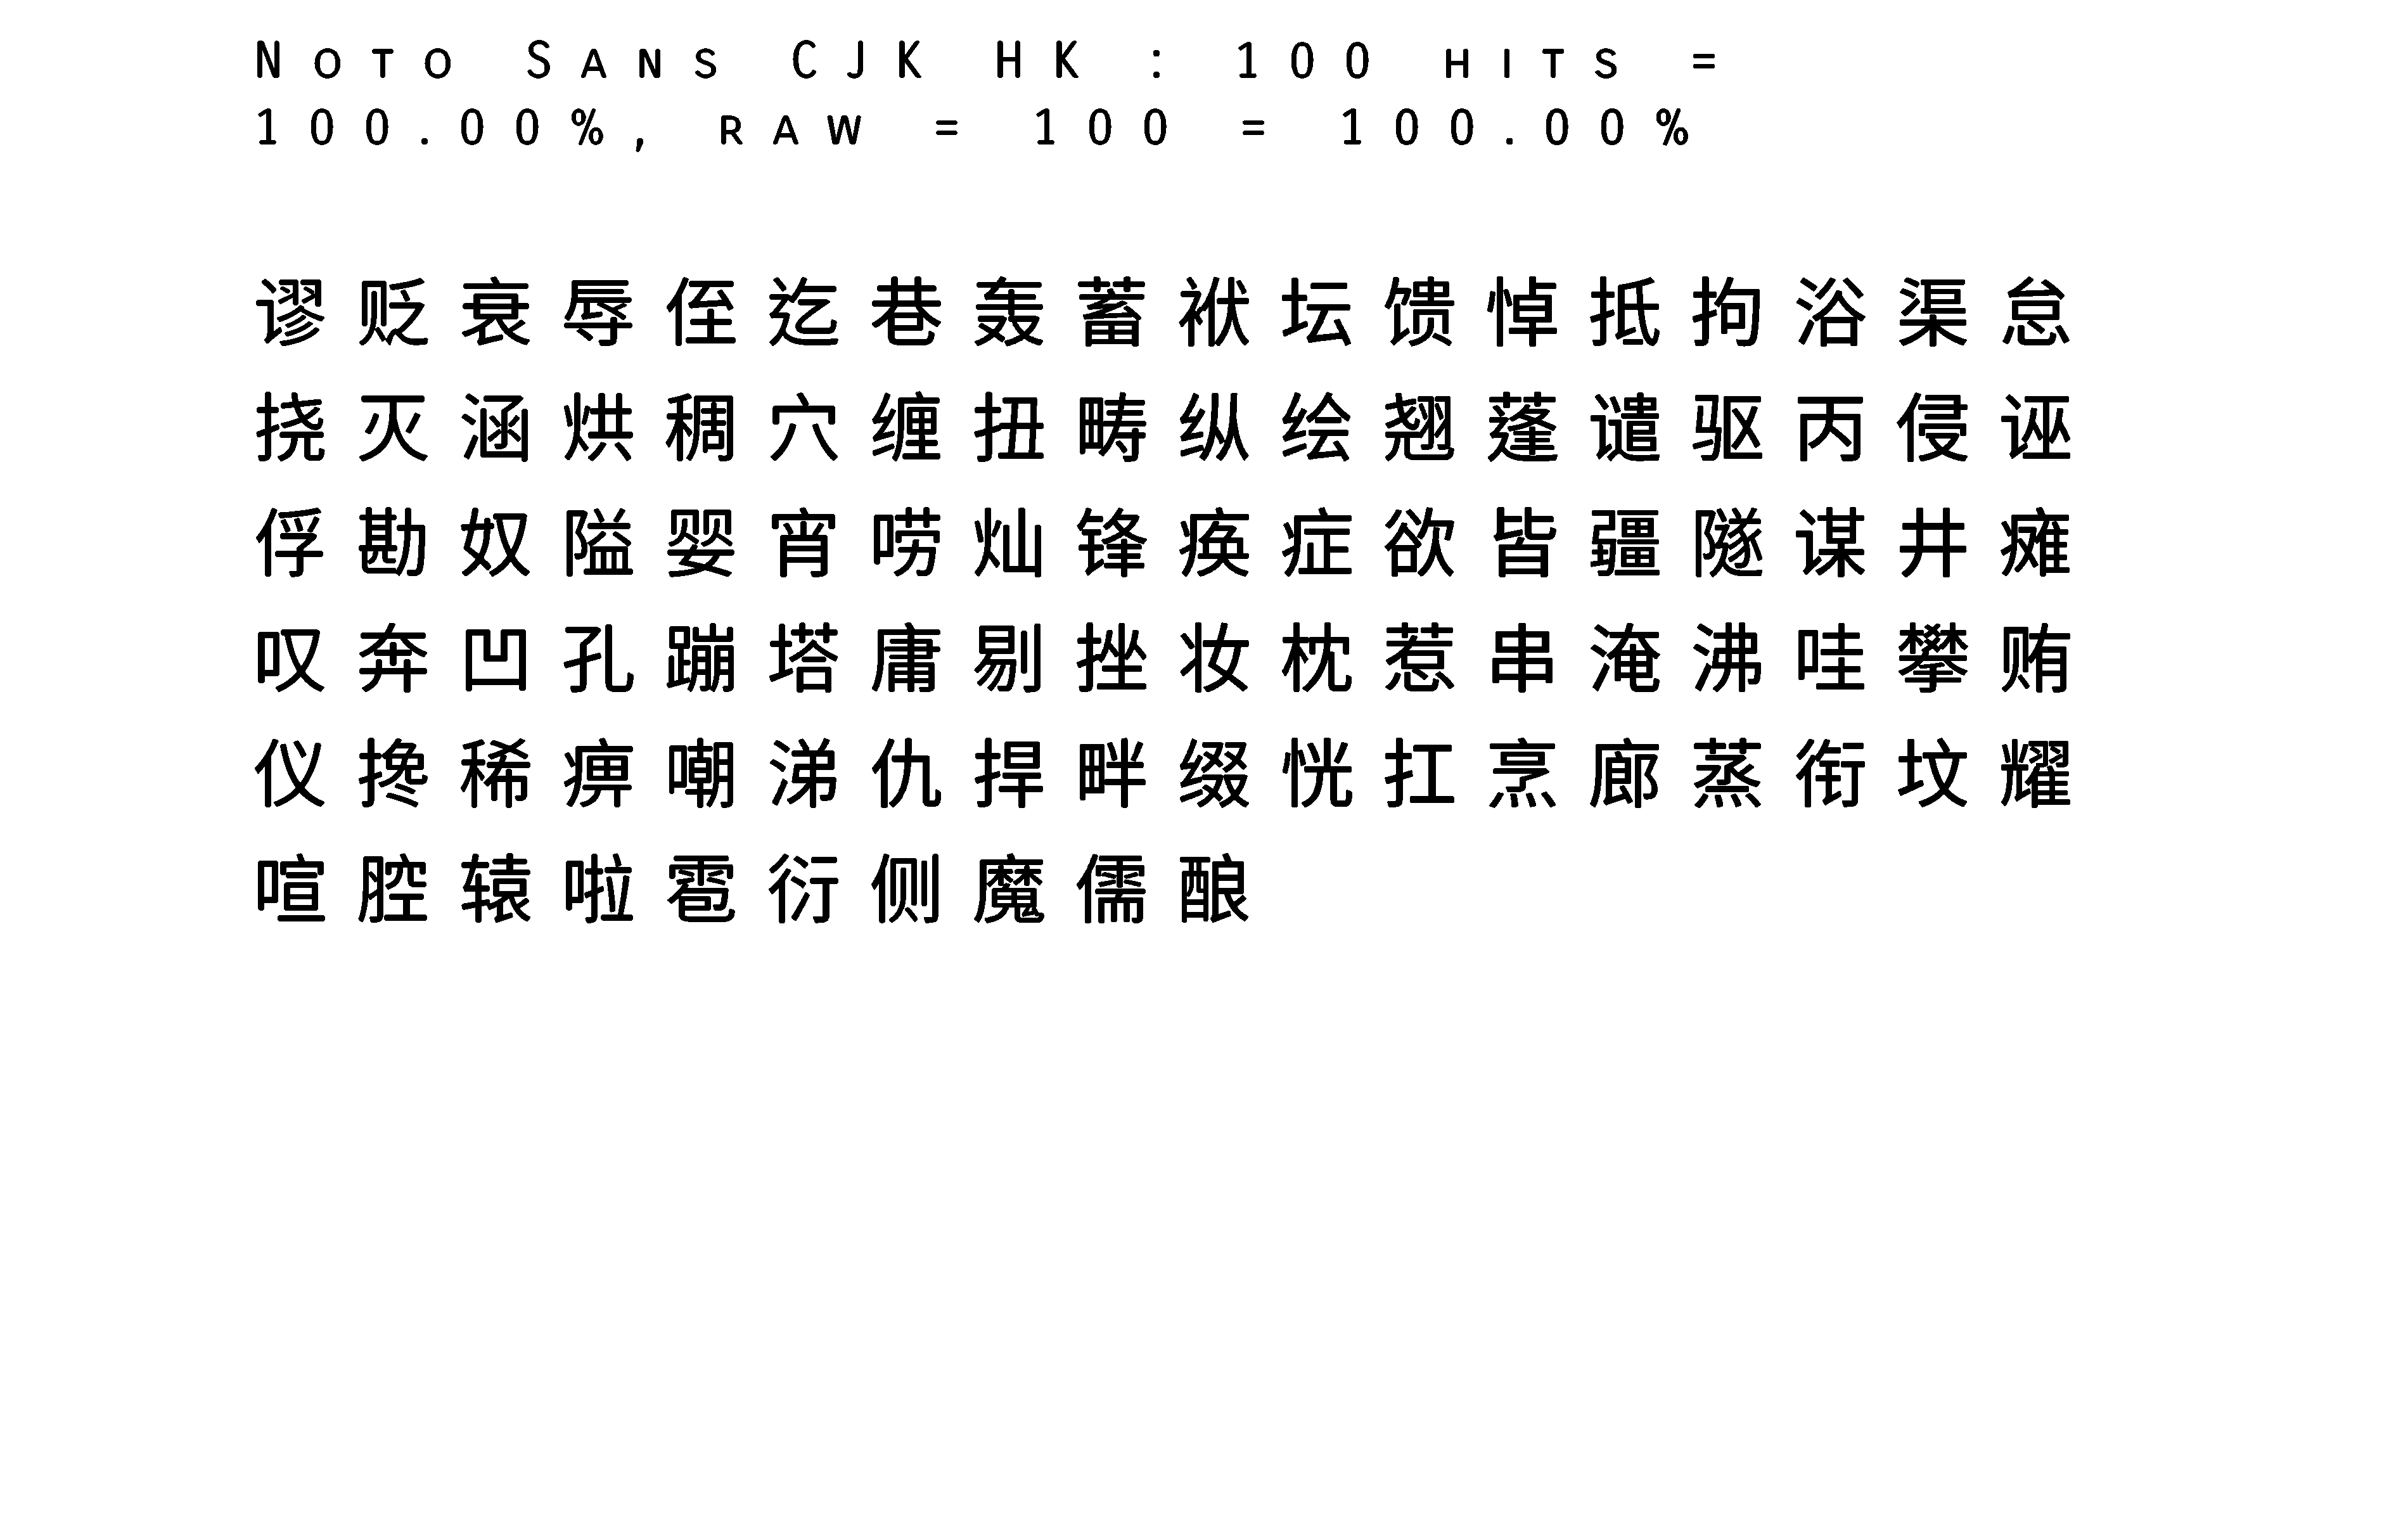 Noto Sans CJK HK : 100 hits =
100.00%, raw = 100 = 100.00%
谬贬衰辱侄迄巷轰蓄袱坛馈悼抵拘浴渠怠
挠灭涵烘稠穴缠扭畴纵绘翘蓬谴驱丙侵诬
俘勘奴隘婴宵唠灿锋痪症欲皆疆隧谋井瘫
叹奔凹孔蹦塔庸剔挫妆枕惹串淹沸哇攀贿
仪搀稀痹嘲涕仇捍畔缀恍扛烹廊蒸衔坟耀
喧腔辕啦雹衍侧魔儒酿